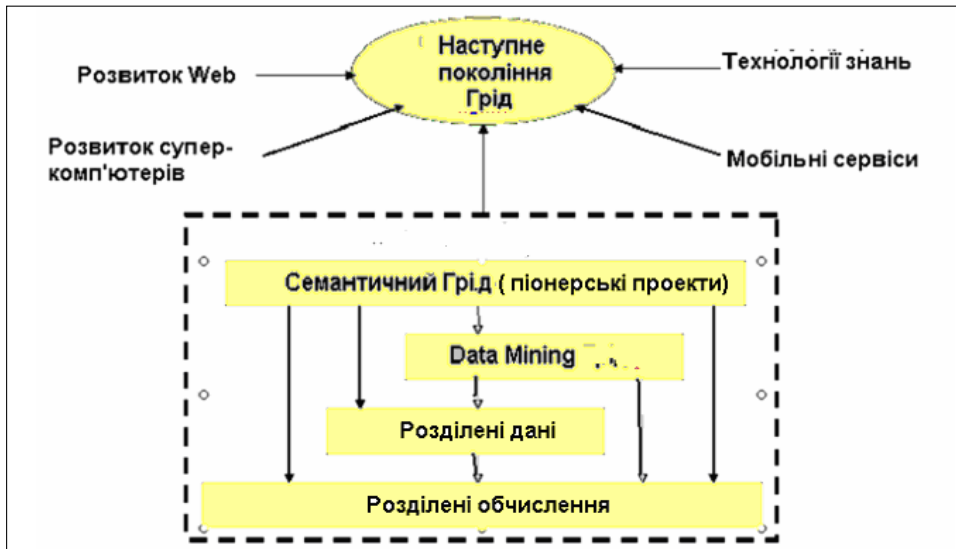 Наступне
покоління
Грід
Розвиток Web
Технології знань
Розвиток супер-
комп'ютерів
Мобільні сервіси
Семантичний Грід ( піонерські проекти)
Data Mining
Розділені дані
Розділені обчислення